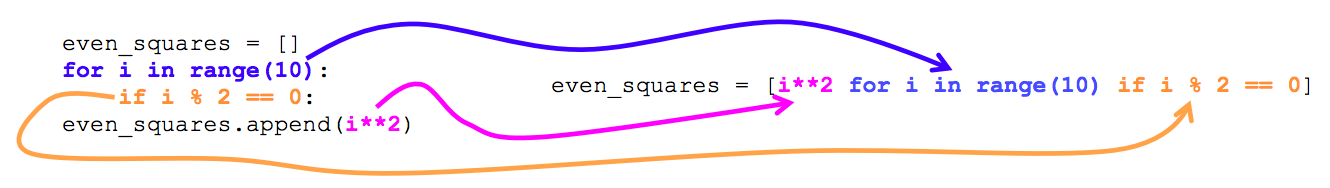 even_squares = []
for i in range(10):
    if i % 2 == 0:
even_squares.append(i**2)
even_squares = [i**2 for i in range(10) if i % 2 == 0]